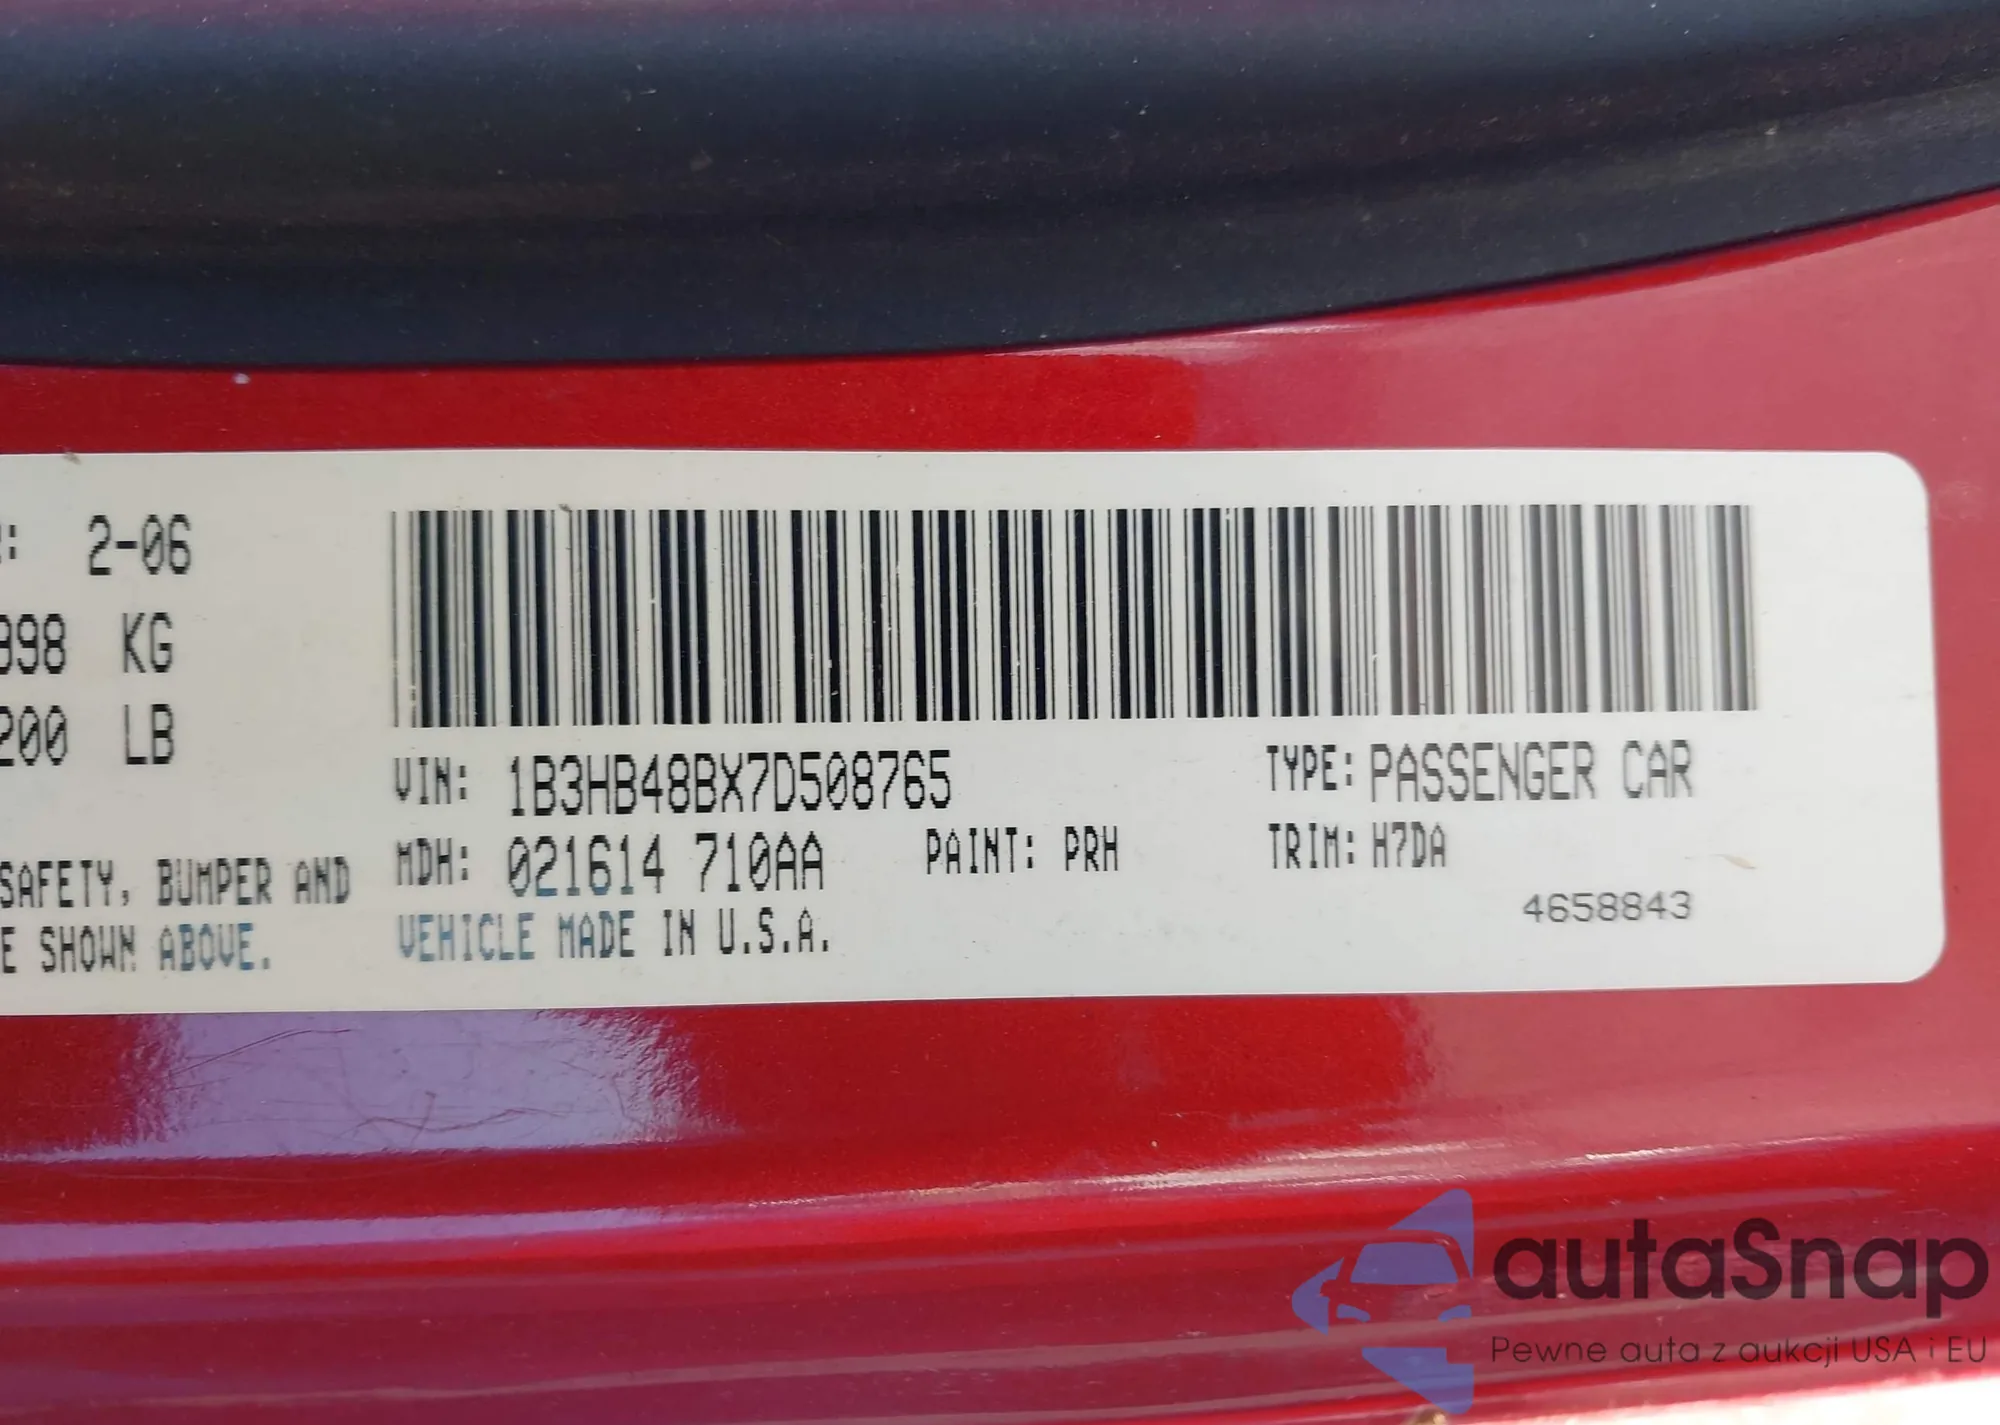 : 2-06
998 KG
200 LB
SAFETY, BUMPER AND
E SHOWN ABOVE.
VIN: 1B3HB48BX7D508765
TYPE: PASSENGER CAR
MDH: 021614 710AA
PAINT: PRH
TRIM: H7DA
VEHICLE MADE IN U.S.A.
4658843
autaSnap
Pewne auta z aukcji USA i EU